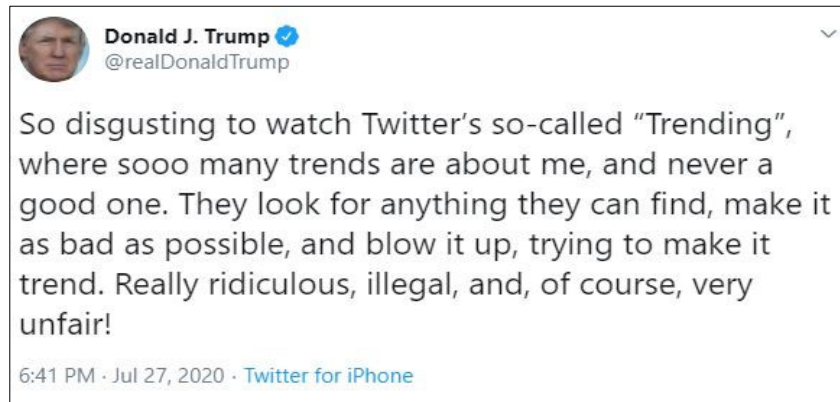 Donald J. Trump
@realDonaldTrump
So disgusting to watch Twitter’s so-called “Trending”,
where sooo many trends are about me, and never a
good one. They look for anything they can find, make it
as bad as possible, and blow it up, trying to make it
trend. Really ridiculous, illegal, and, of course, very
unfair!
6:41 PM · Jul 27, 2020 · Twitter for iPhone